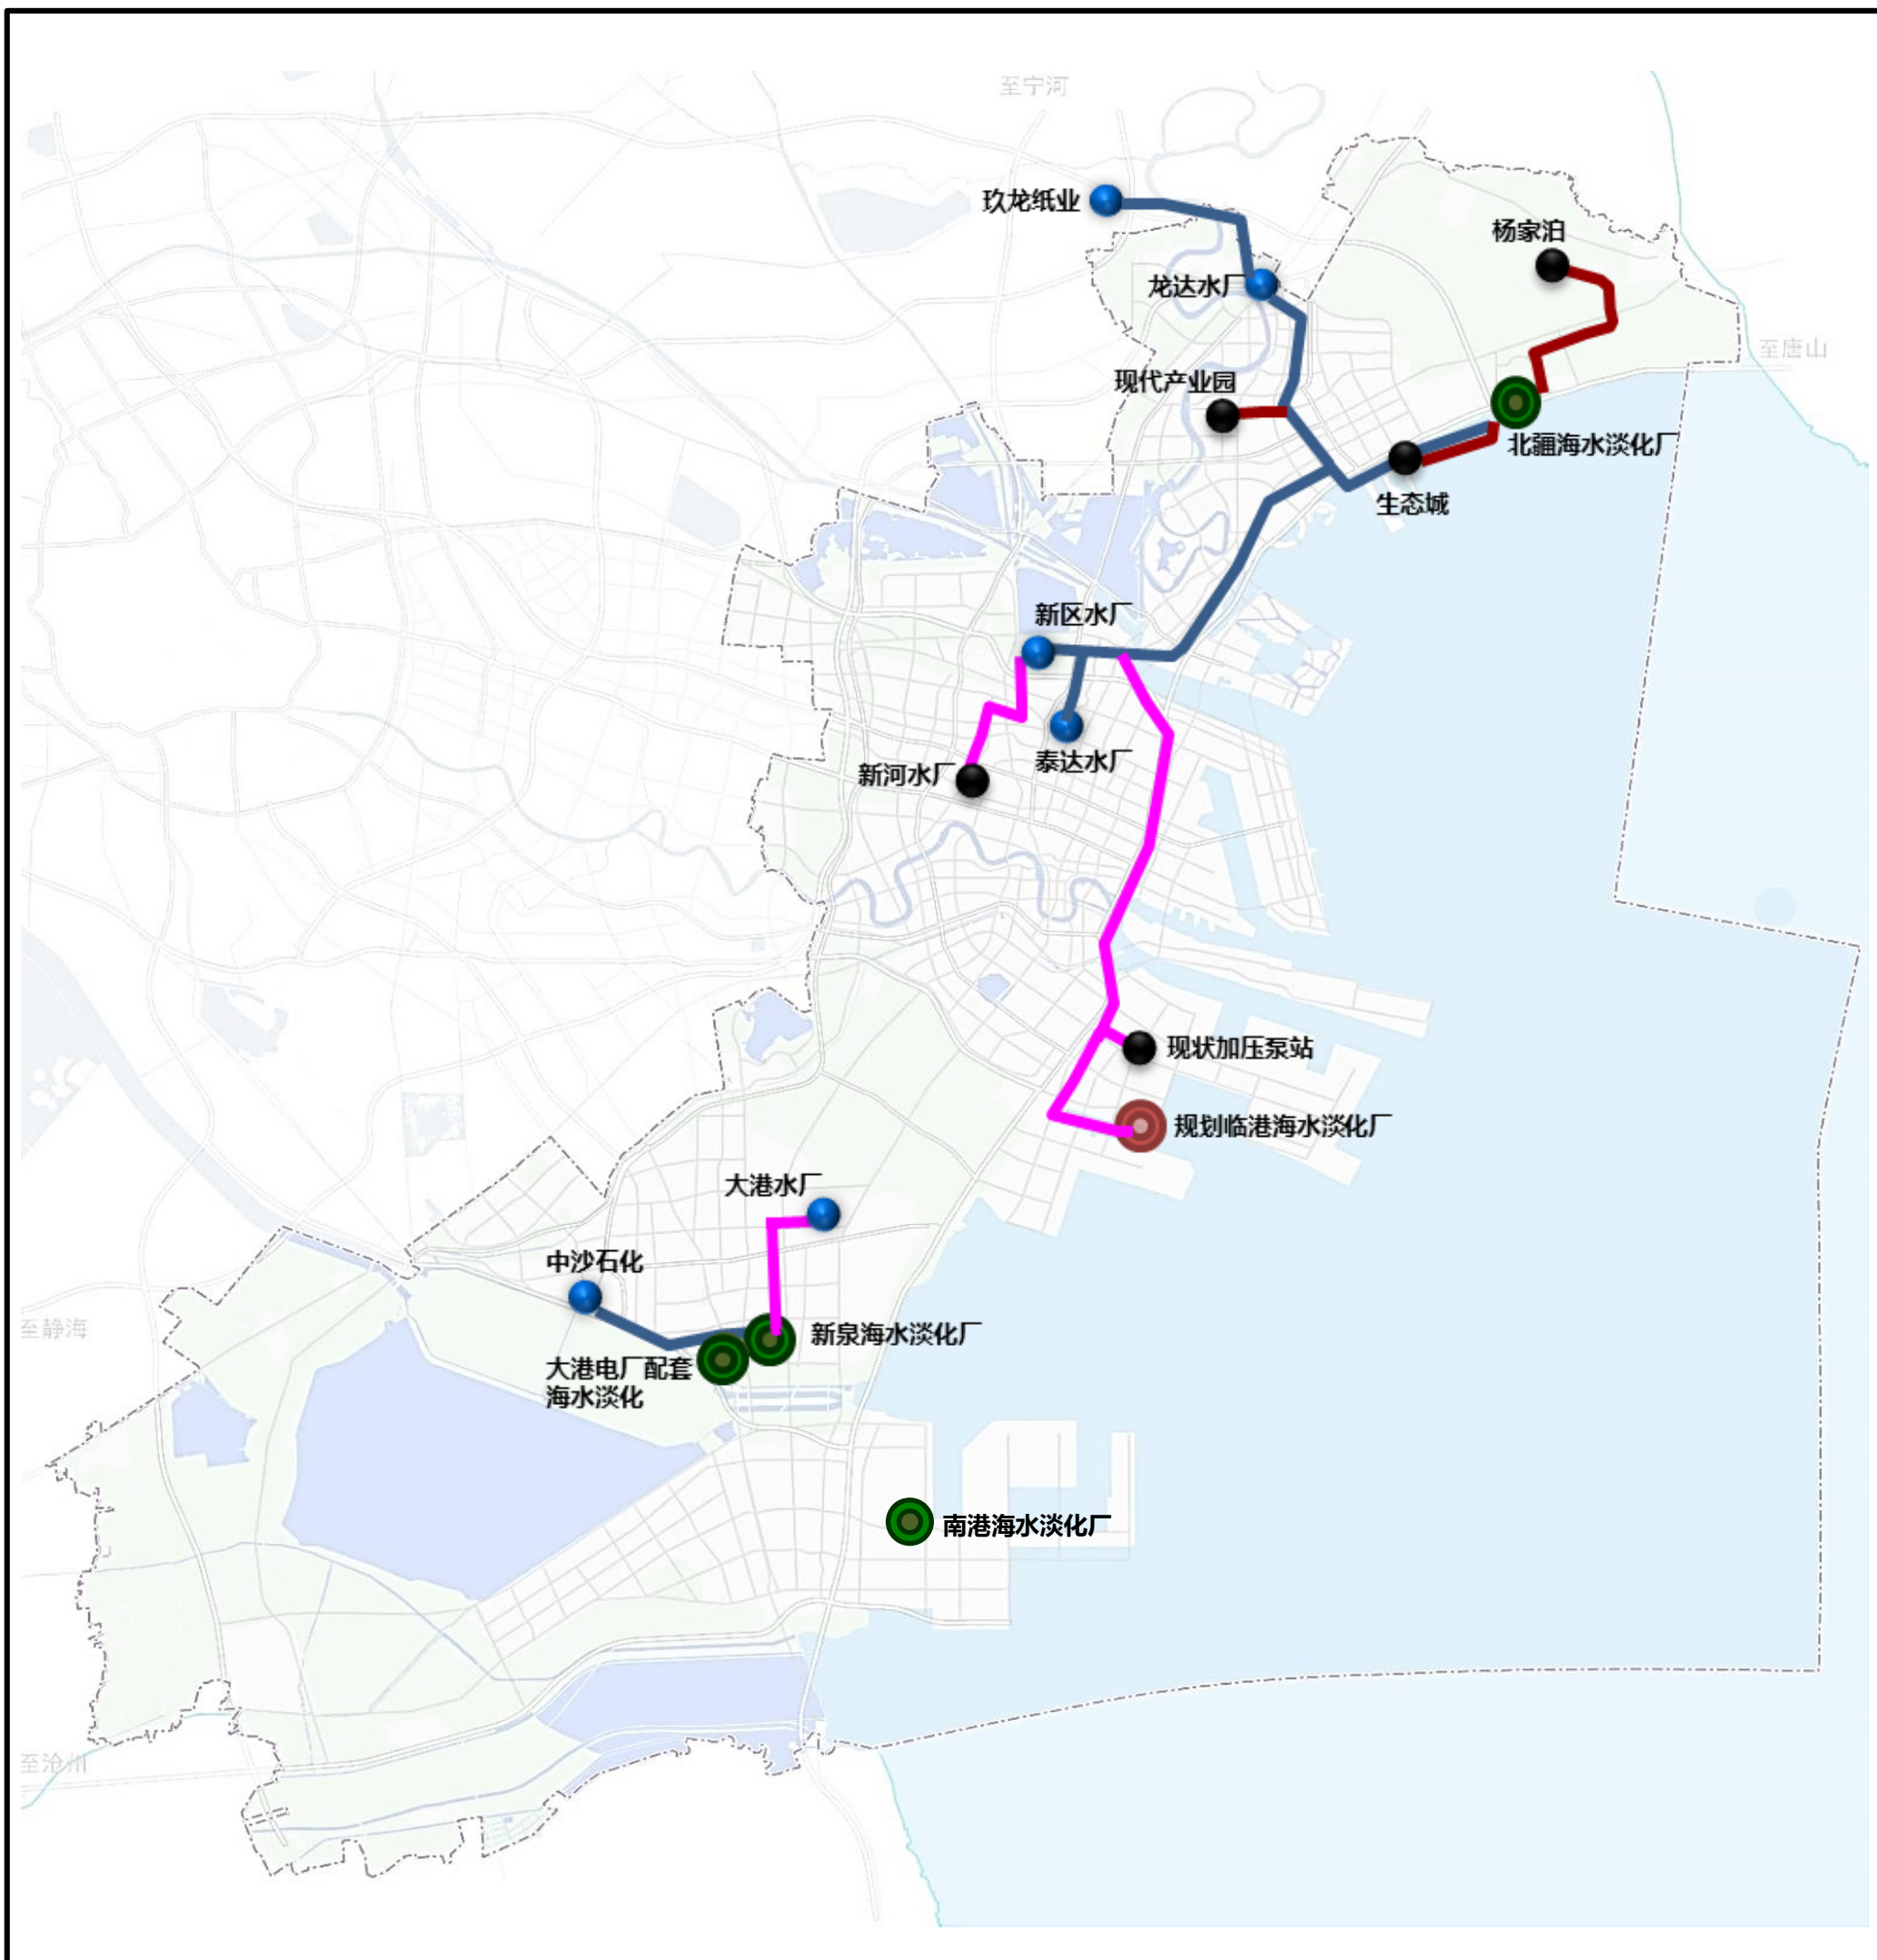 至宁河
玖龙纸业
杨家泊
龙达水厂
至唐山
现代产业园
北疆海水淡化厂
生态城
新区水厂
泰达水厂
新河水厂
现状加压泵站
规划临港海水淡化厂
大港水厂
中沙石化
至静海
新泉海水淡化厂
大港电厂配套
海水淡化
南港海水淡化厂
至沧州